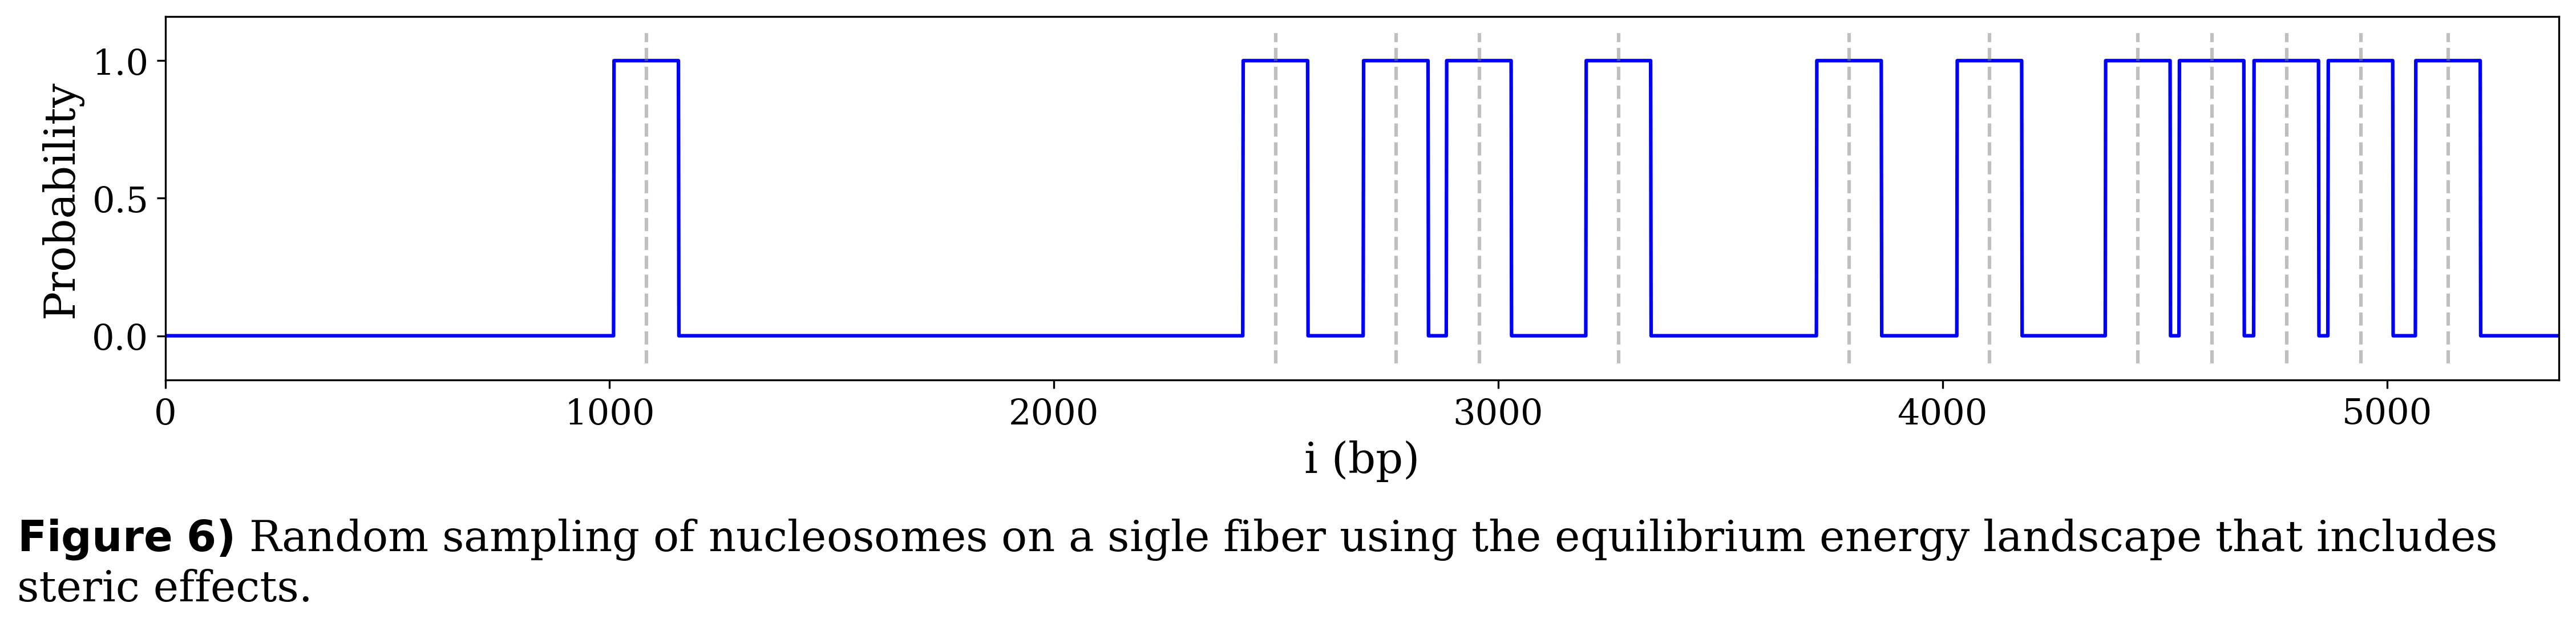 Probability
1.0
0.5
0.0
0 1000 2000 3000 4000 5000
i (bp)
Figure 6) Random sampling of nucleosomes on a sigle fiber using the equilibrium energy landscape that includes
steric effects.